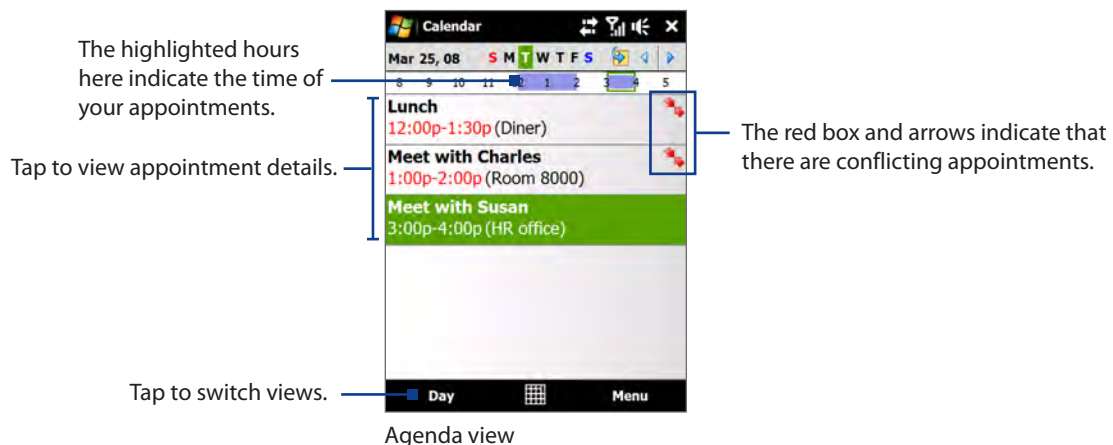 Calendar
Mar 25, 08 S M T W T F S
8 9 10 11 12 1 2 3 4 5
Lunch
12:00p-1:30p (Diner)
Meet with Charles
1:00p-2:00p (Room 8000)
Meet with Susan
3:00p-4:00p (HR office)
Day Menu
The highlighted hours
here indicate the time of
your appointments.
Tap to view appointment details.
The red box and arrows indicate that
there are conflicting appointments.
Tap to switch views.
Agenda view